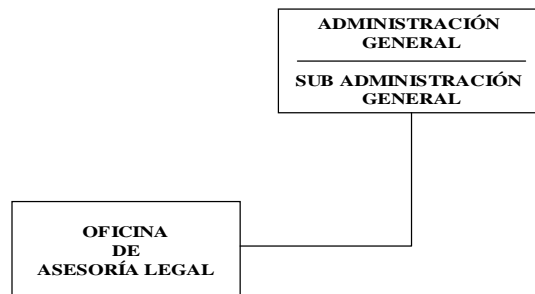 ADMINISTRACIÓN
GENERAL
SUB ADMINISTRACIÓN
GENERAL
OFICINA
DE
ASESORÍA LEGAL